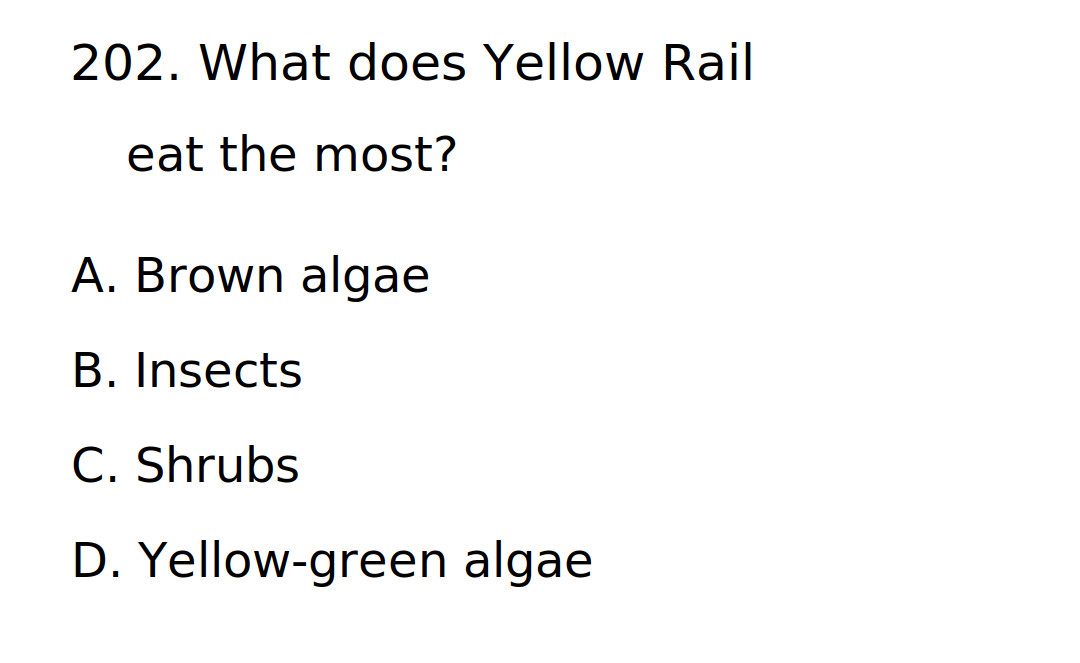 202. What does Yellow Rail
eat the most?
A. Brown algae
B. Insects
C. Shrubs
D. Yellow-green algae